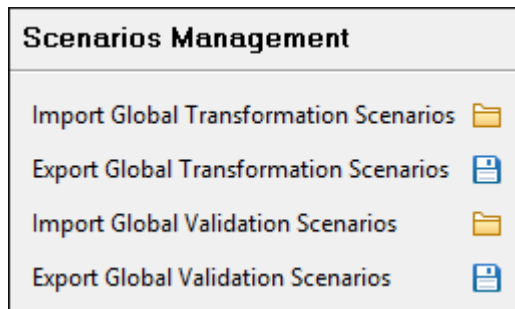 Scenarios Management
Import Global Transformation Scenarios
Export Global Transformation Scenarios
Import Global Validation Scenarios
Export Global Validation Scenarios